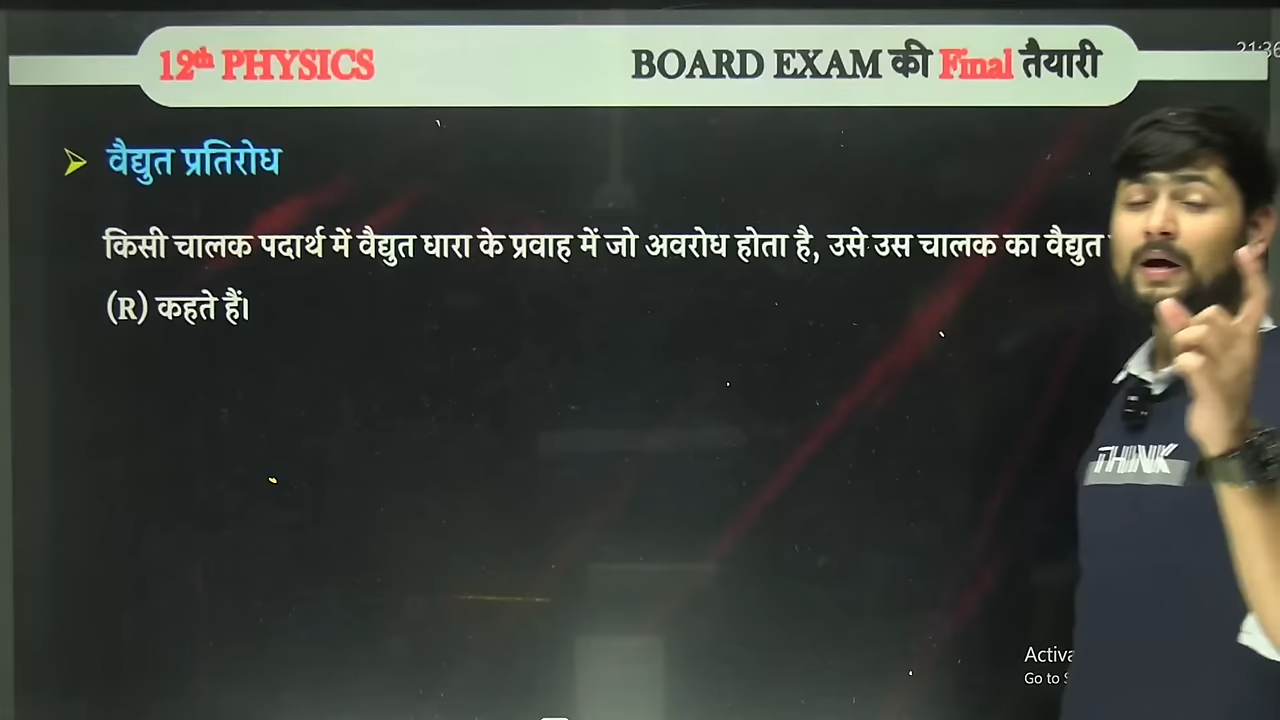 12th PHYSICS
BOARD EXAM की Final तैयारी
21:36
वैद्युत प्रतिरोध
किसी चालक पदार्थ में वैद्युत धारा के प्रवाह में जो अवरोध होता है, उसे उस चालक का वैद्युत
(R) कहते हैं।
THINK
Go to